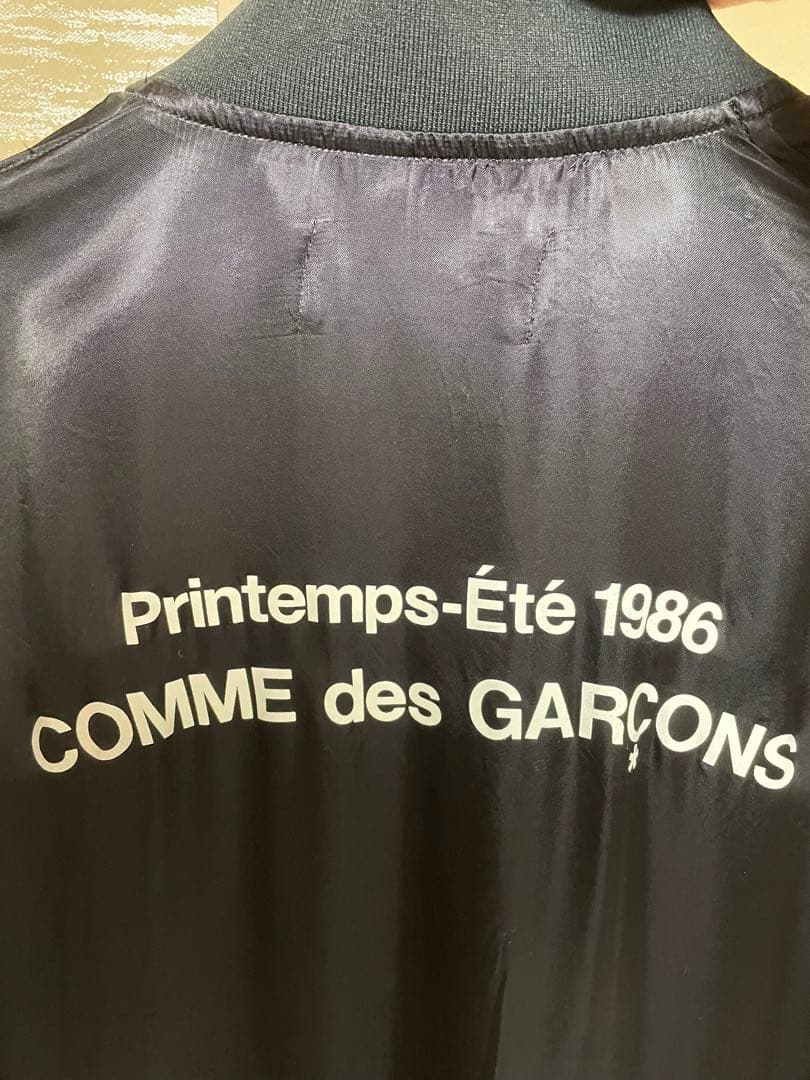 Printemps-Été 1986
COMME des GARÇONS